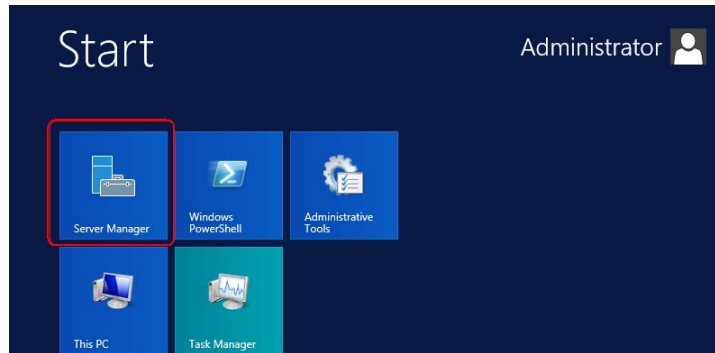 Start
Administrator
Server Manager
Windows
PowerShell
Administrative
Tools
This PC
Task Manager